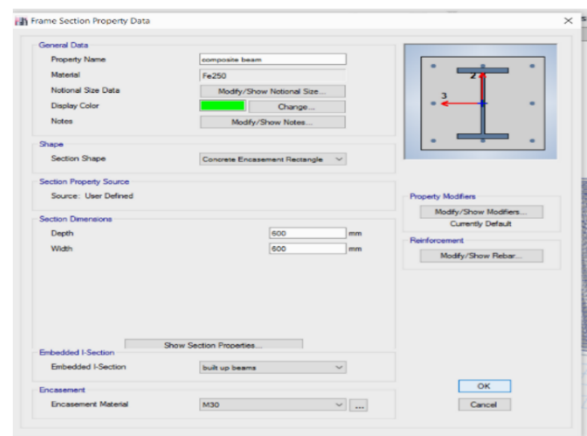 Frame Section Property Data
General Data
Property Name composite beam
Material Fe250
Notional Size Data Modify/Show Notional Size...
Display Color Change...
Notes Modify/Show Notes...
2
3
Shape
Section Shape Concrete Encasement Rectangle
Section Property Source
Source: User Defined
Property Modifiers
Modify/Show Modifiers...
Currently Default
Section Dimensions
Depth 600 mm
Width 600 mm
Reinforcement
Modify/Show Rebar...
Show Section Properties...
Embedded I-Section
Embedded I-Section built up beams
Encasement
Encasement Material M30 ...
OK
Cancel